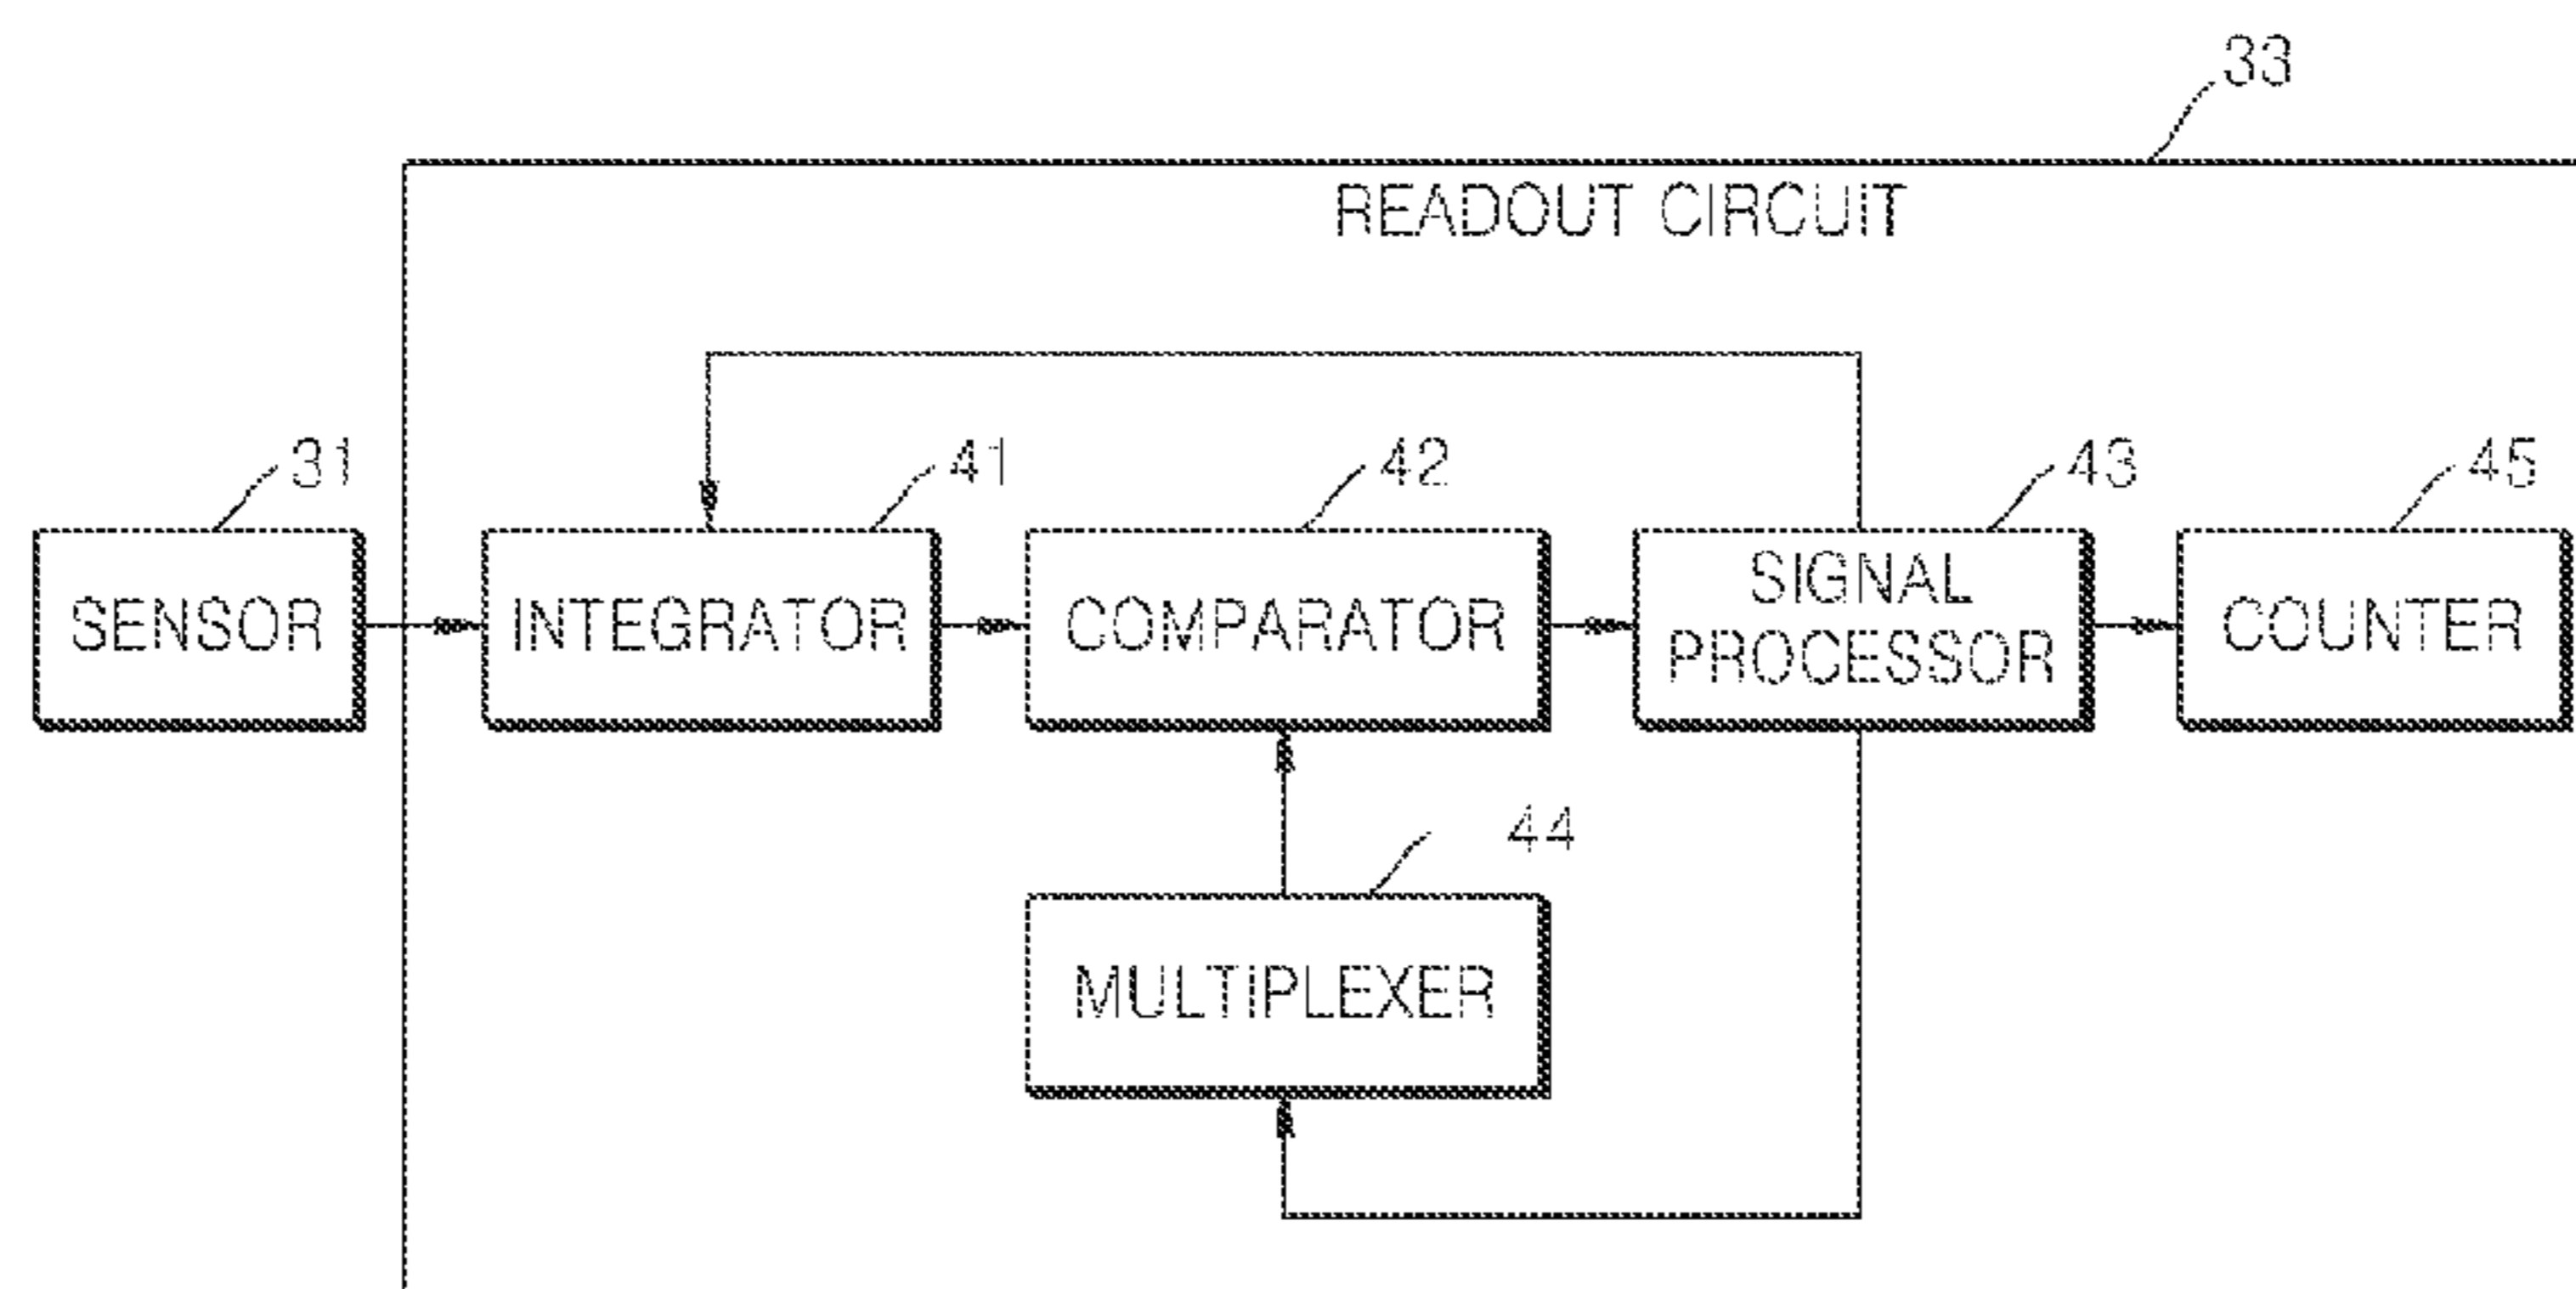 33
READOUT CIRCUIT
31
41
42
43
45
SENSOR
INTEGRATOR
COMPARATOR
SIGNAL
PROCESSOR
COUNTER
44
MULTIPLEXER